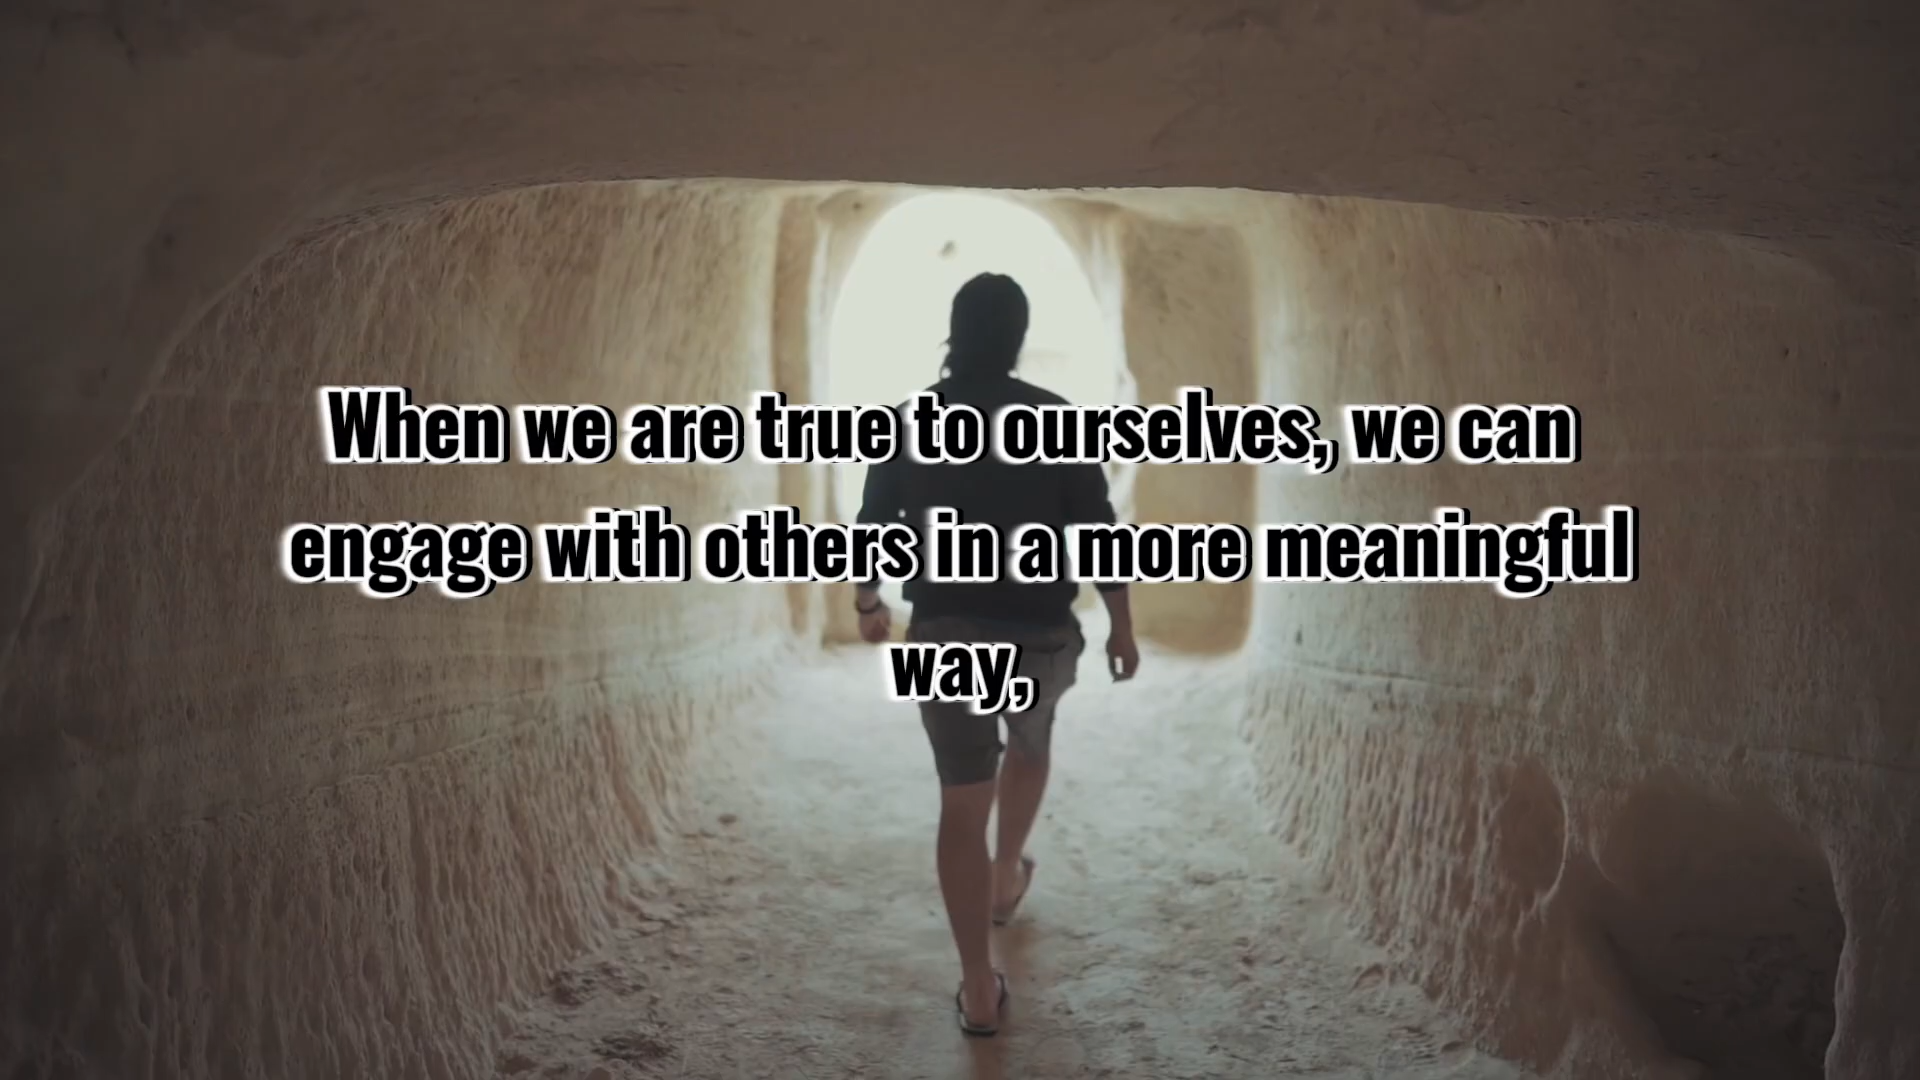 When we are true to ourselves, we can
engage with others in a more meaningful
way,